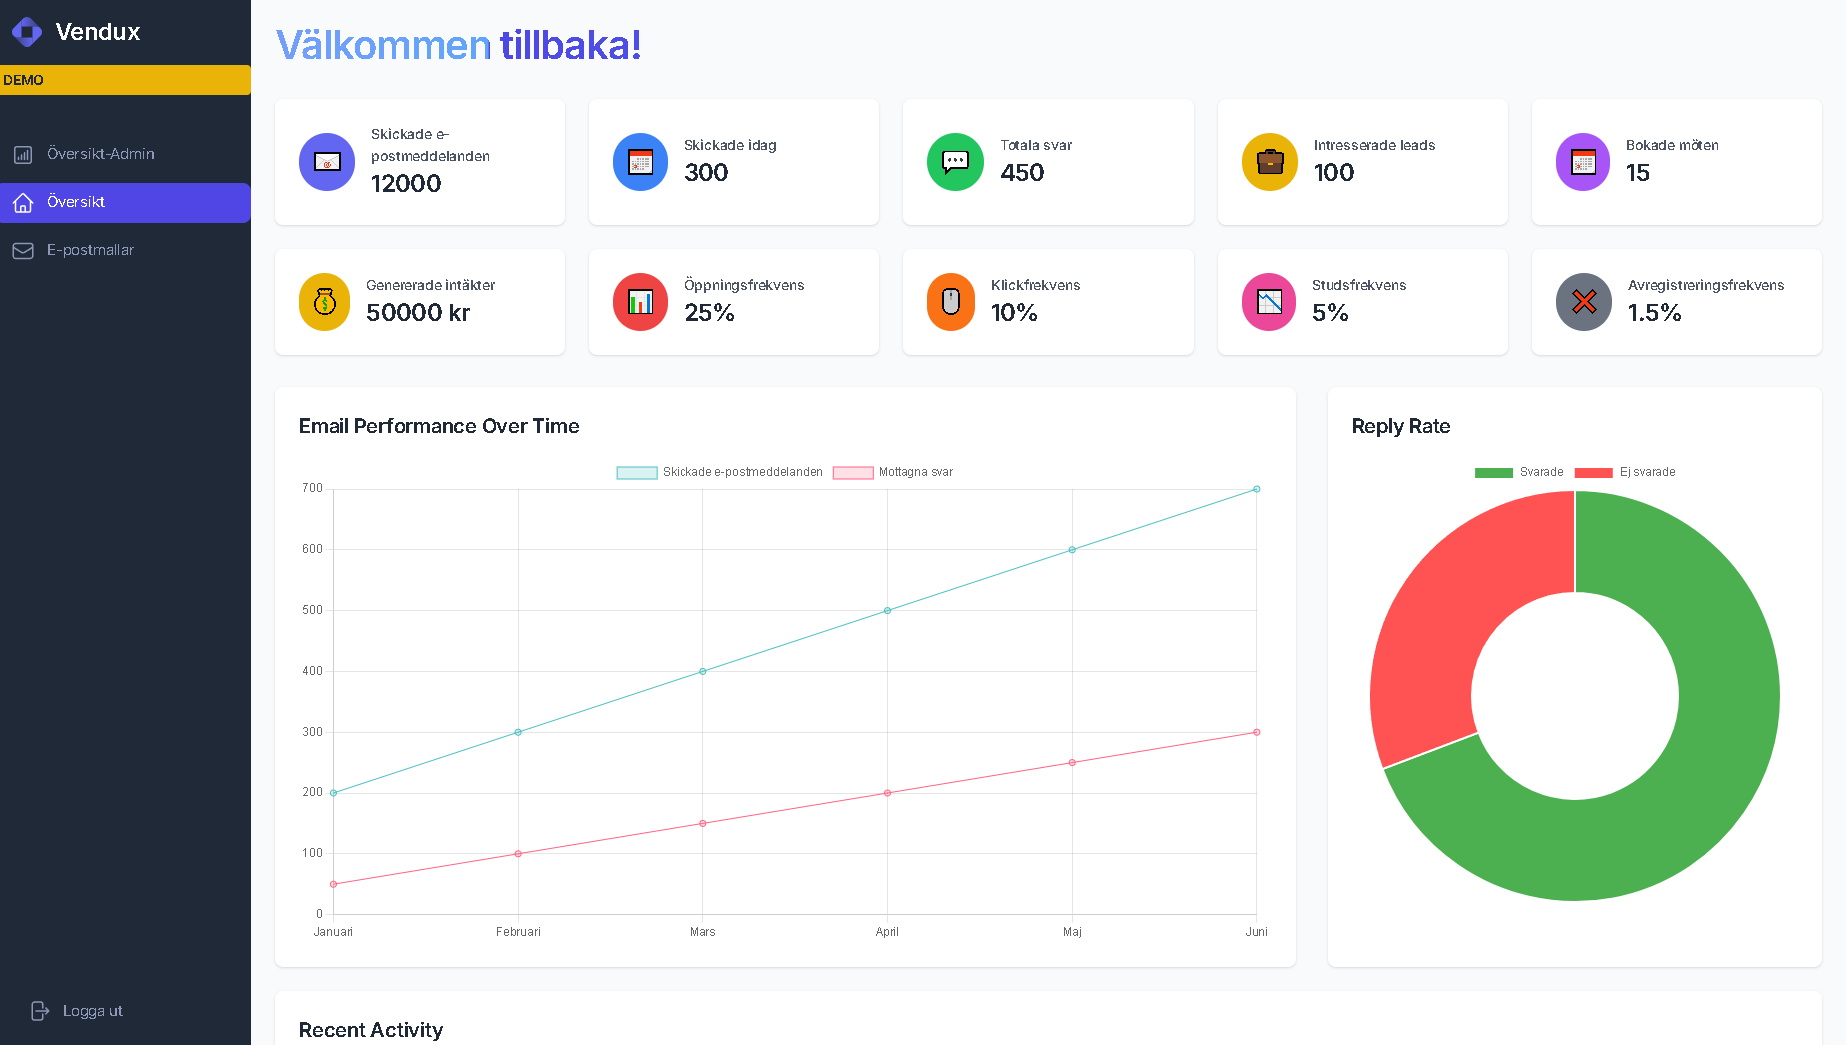 Vendux
DEMO
Översikt-Admin
Översikt
E-postmallar
Logga ut
Välkommen tillbaka!
Skickade e-
postmeddelanden
12000
Skickade idag
300
Totala svar
450
Intresserade leads
100
Bokade möten
15
Genererade intäkter
50000 kr
Öppningsfrekvens
25%
Klickfrekvens
10%
Studsfrekvens
5%
Avregistreringsfrekvens
1.5%
Email Performance Over Time
Skickade e-postmeddelanden
Mottagna svar
700
600
500
400
300
200
100
0
Januari
Februari
Mars
April
Maj
Juni
Reply Rate
Svarade
Ej svarade
Recent Activity